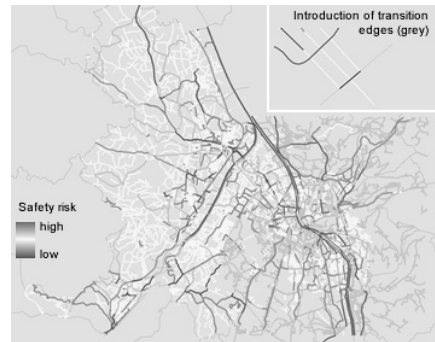 Introduction of transition
edges (grey)
Safety risk
high
low